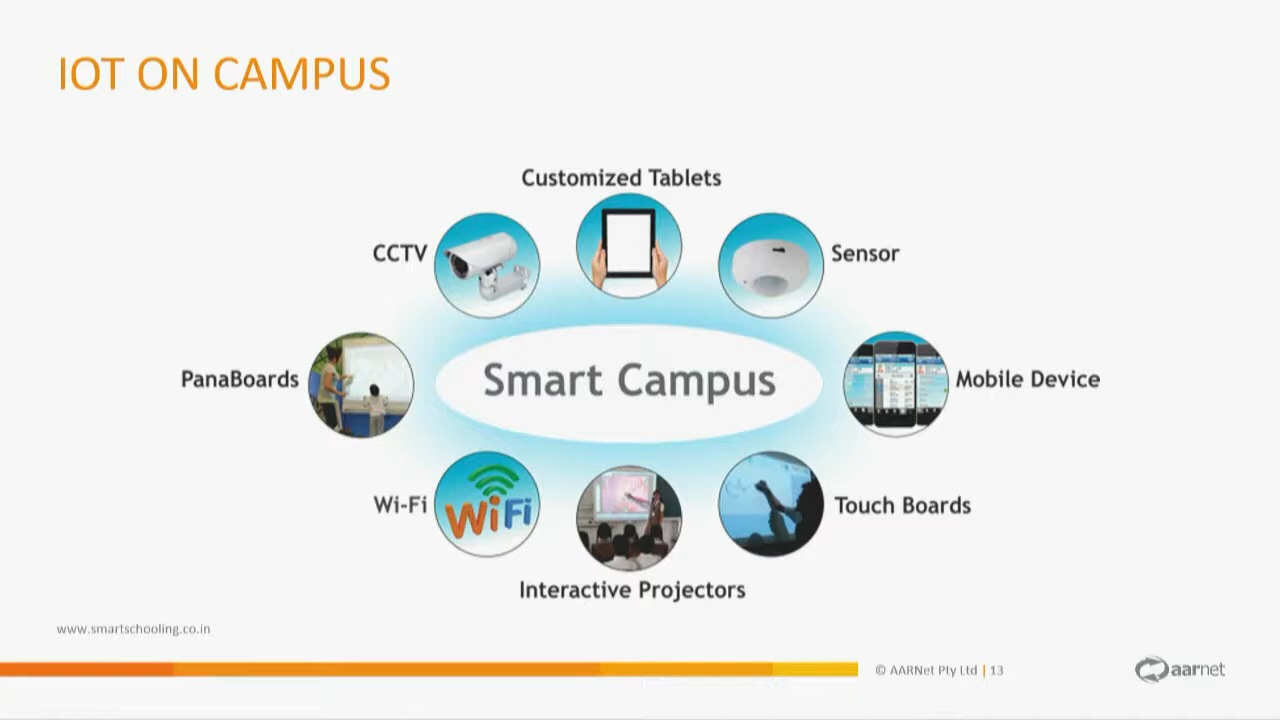 IOT ON CAMPUS
Customized Tablets
CCTV
Sensor
PanaBoards
Smart Campus
Mobile Device
Wi-Fi
WiFi
Touch Boards
Interactive Projectors
www.smartschooling.co.in
© AARNet Pty Ltd | 13
aarnet